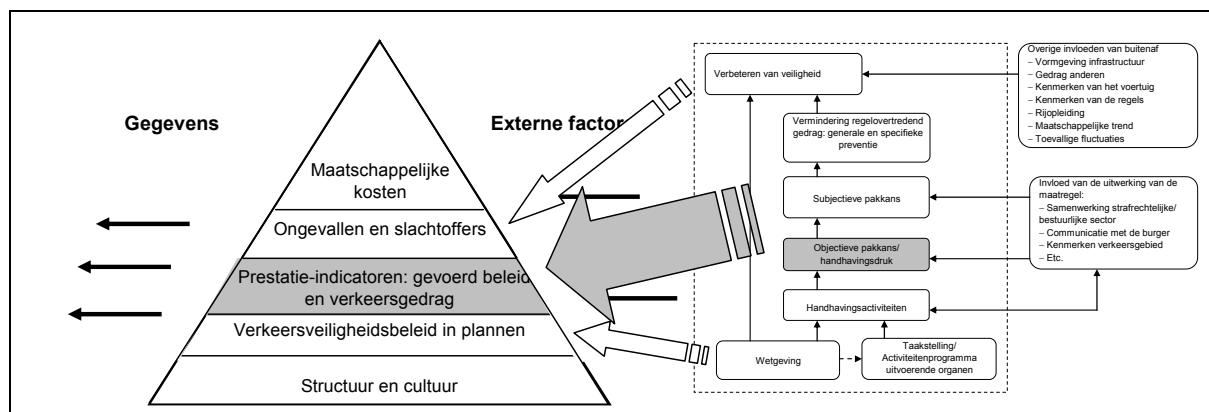 Gegevens
Externe factor
Maatschappelijke
kosten
Ongevallen en slachtoffers
Prestatie-indicatoren: gevoerd beleid
en verkeersgedrag
Verkeersveiligheidsbeleid in plannen
Structuur en cultuur
Verbeteren van veiligheid
Vermindering regelovertredend
gedrag: generale en specifieke
preventie
Subjectieve pakkans
Objectieve pakkans/
handhavingsdruk
Handhavingsactiviteiten
Wetgeving
Taakstelling/
Activiteitenprogramma
uitvoerende organen
Overige invloeden van buitenaf
– Vormgeving infrastructuur
– Gedrag anderen
– Kenmerken van het voertuig
– Kenmerken van de regels
– Rijopleiding
– Maatschappelijke trend
– Toevallige fluctuaties
Invloed van de uitwerking van de
maatregel:
– Samenwerking strafrechtelijke/
bestuurlijke sector
– Communicatie met de burger
– Kenmerken verkeersgebied
– Etc.